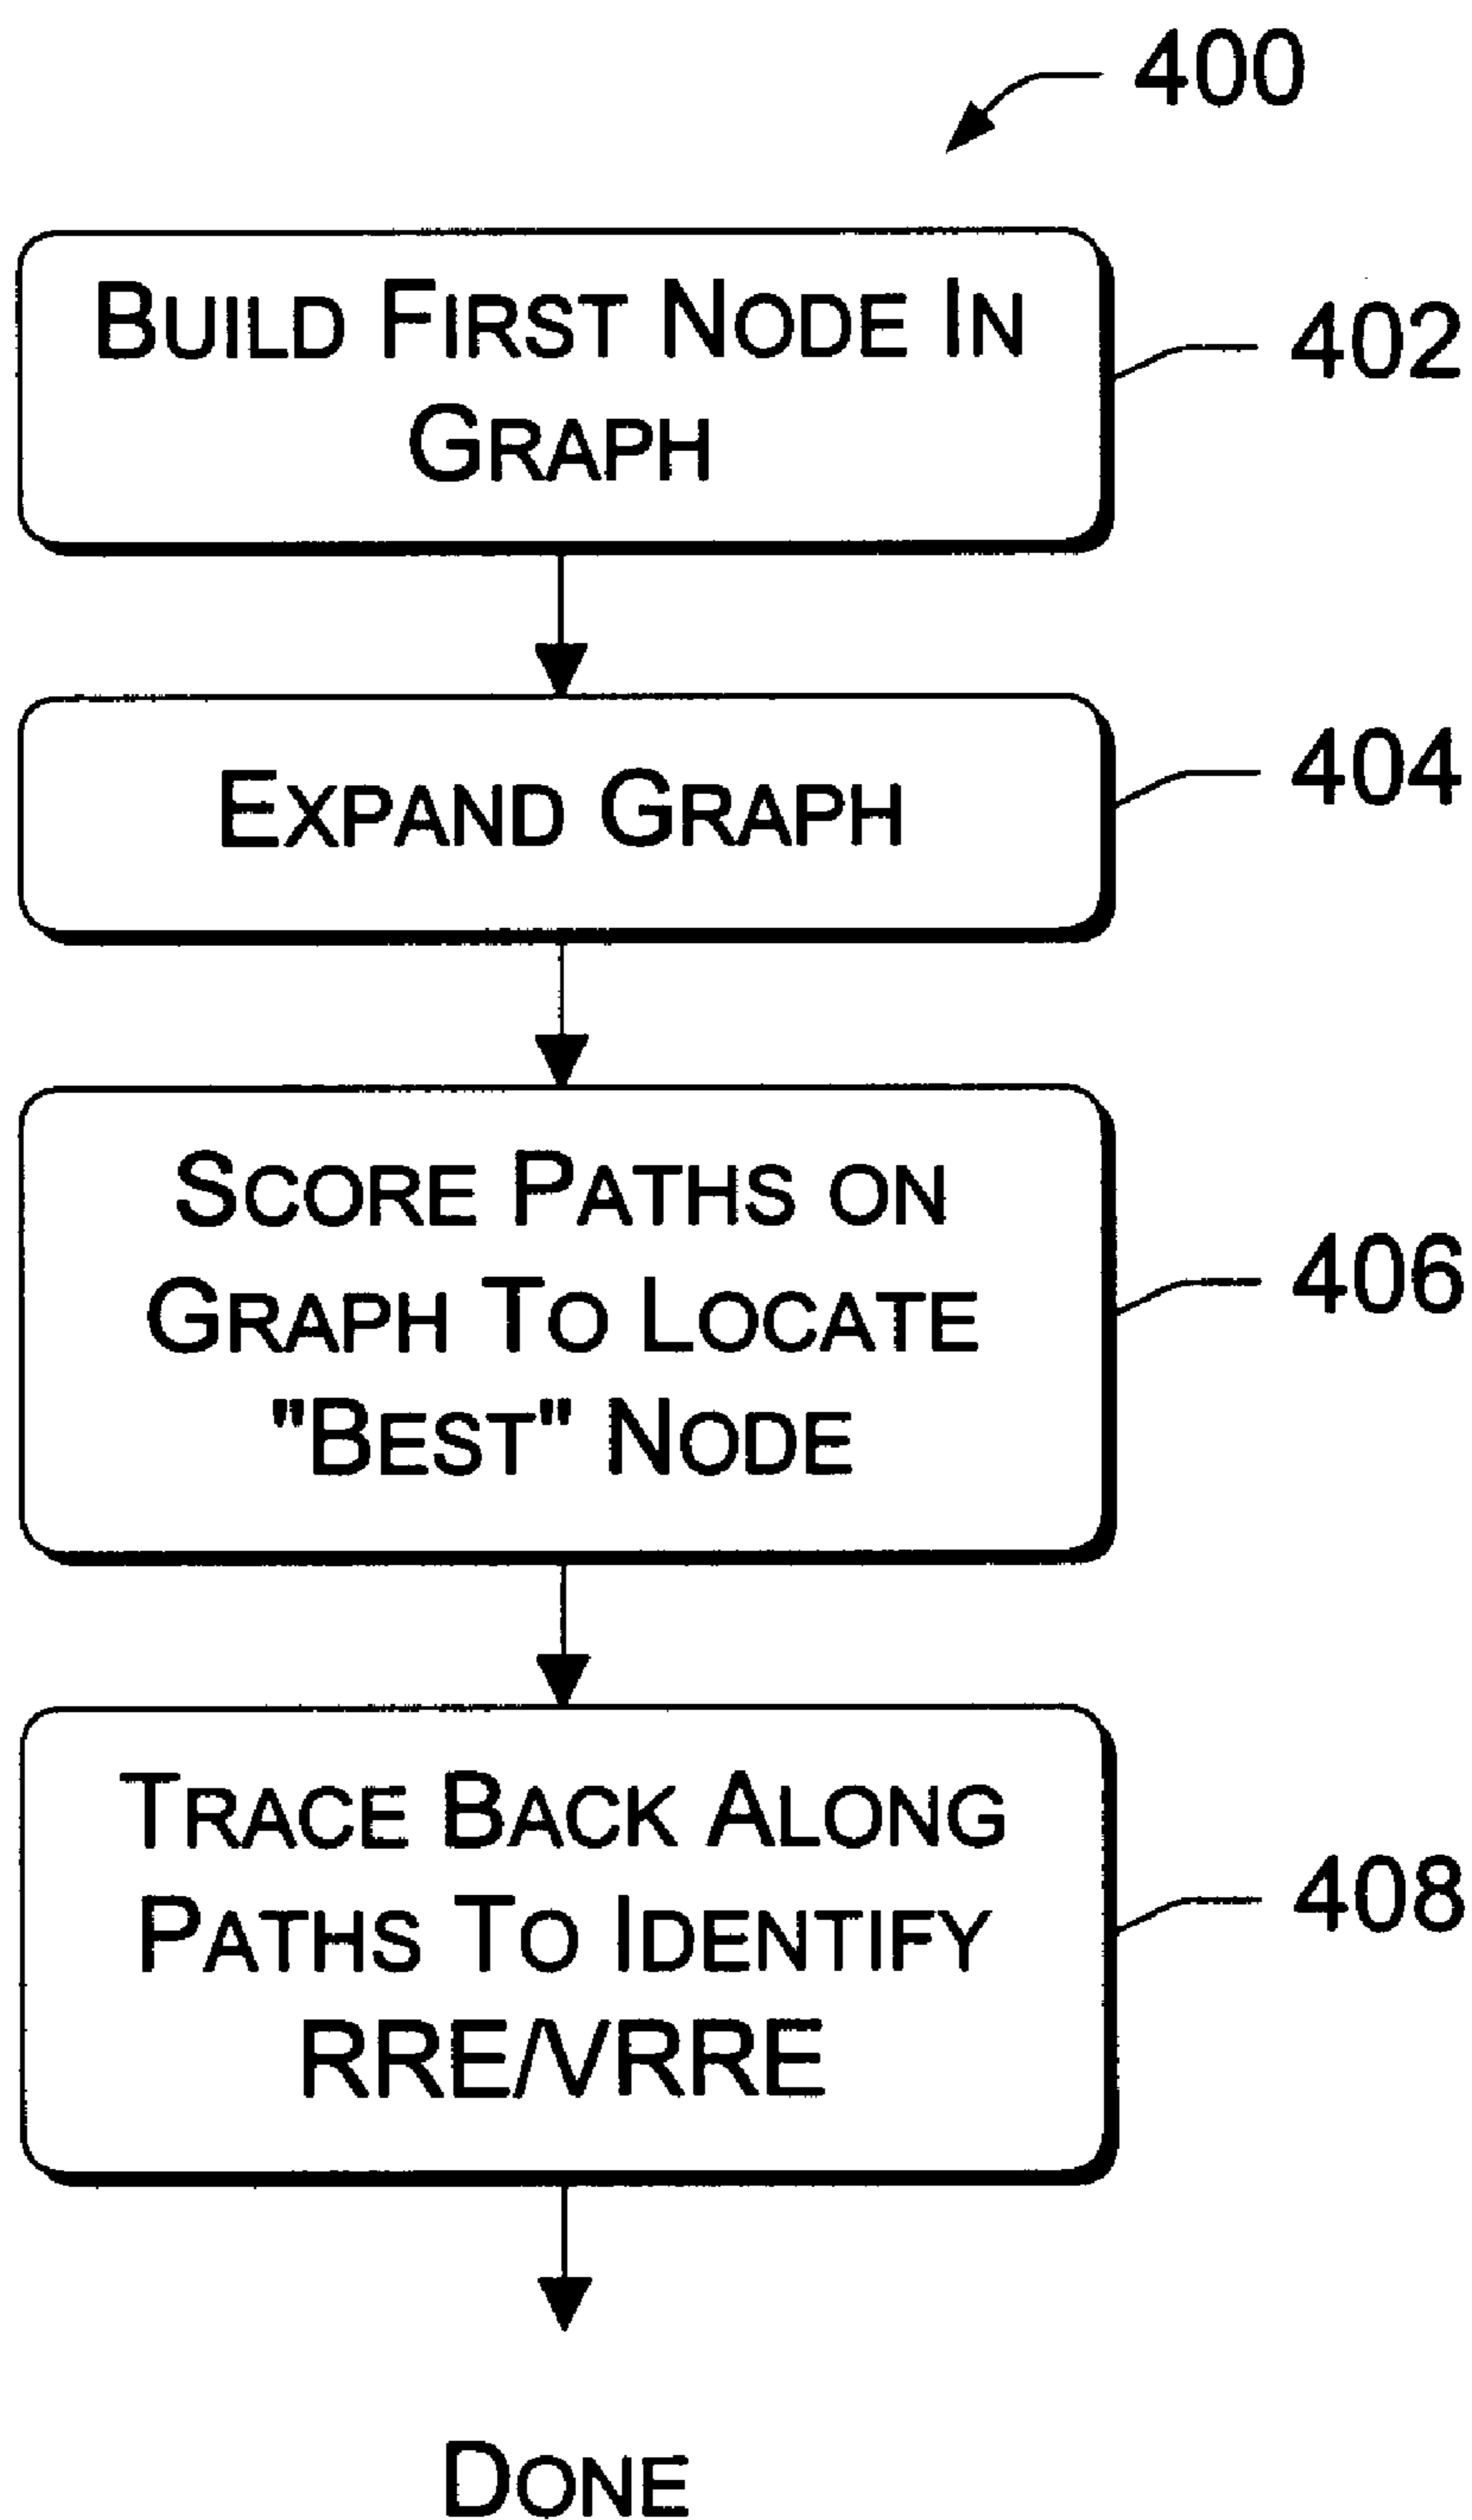 400
BUILD FIRST NODE IN
GRAPH
402
EXPAND GRAPH
404
SCORE PATHS ON
GRAPH TO LOCATE
"BEST" NODE
406
TRACE BACK ALONG
PATHS TO IDENTIFY
RRE/VRRE
408
DONE